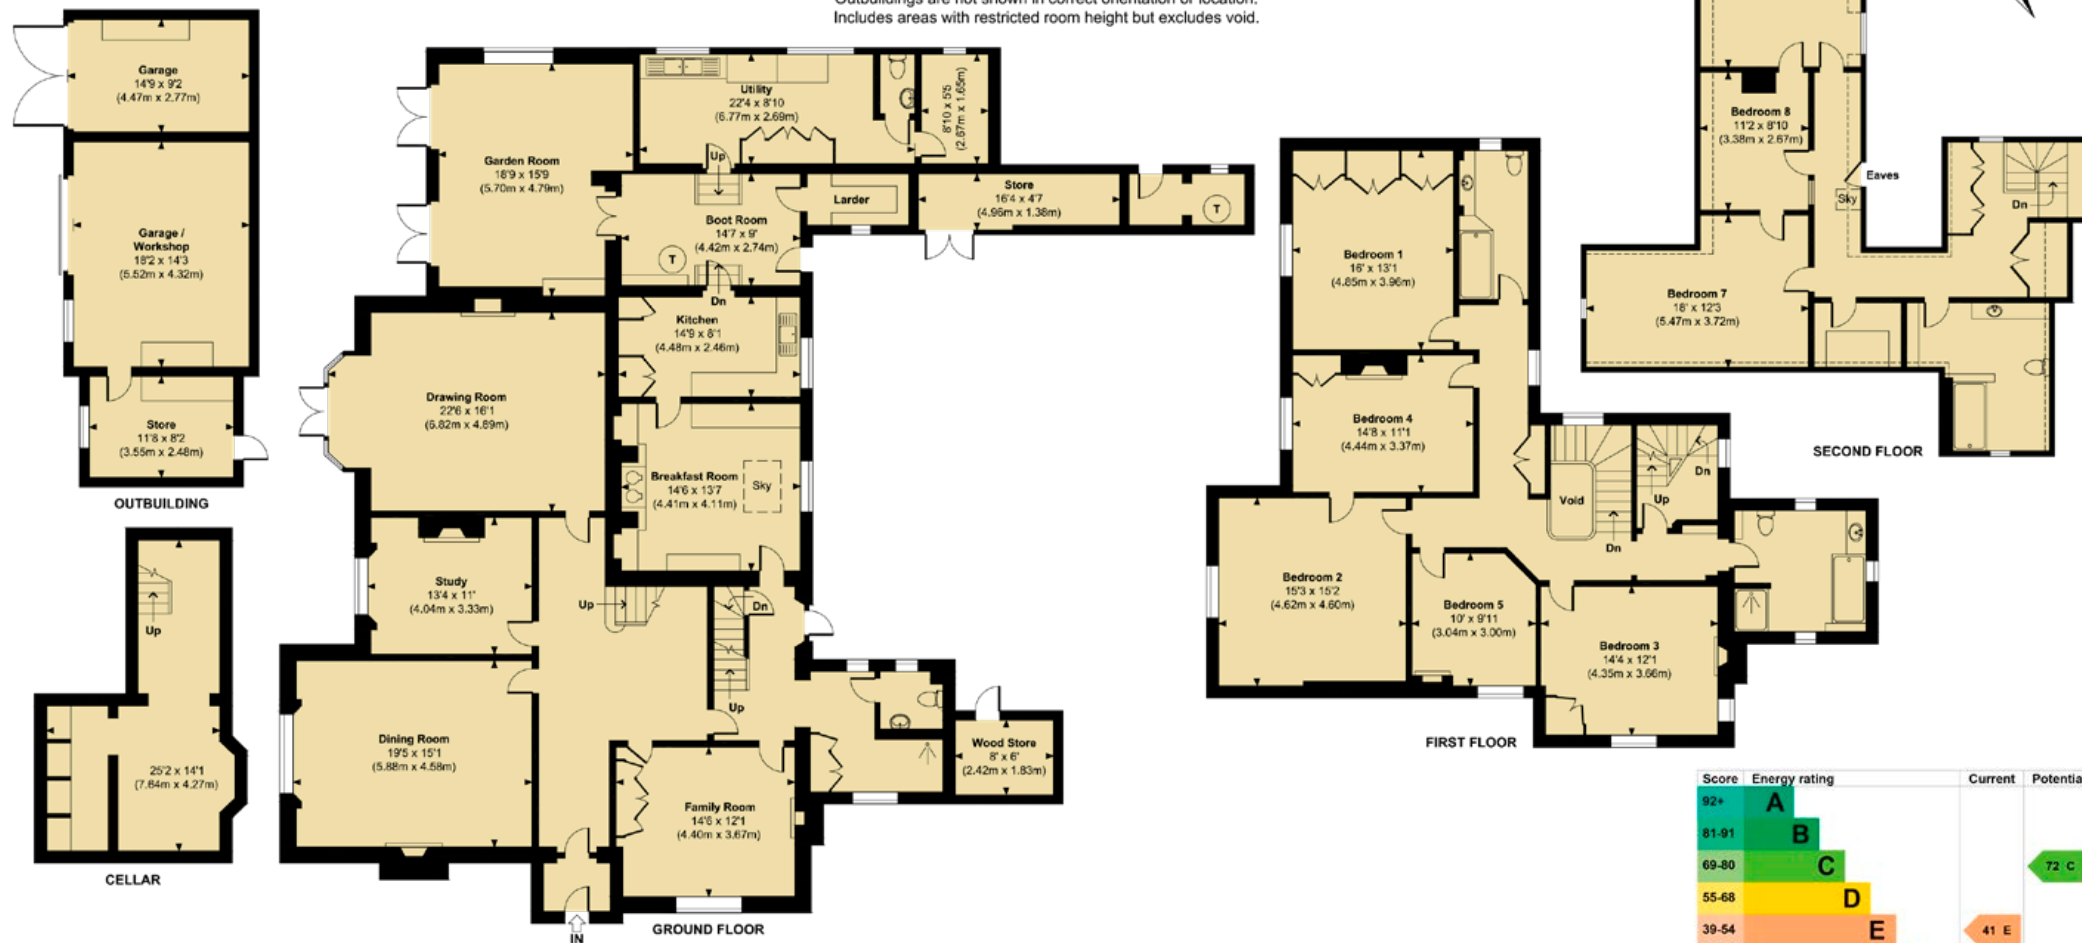 Outbuildings are not shown in correct orientation or location.
Includes areas with restricted room height but excludes void.
Garage
14'9 x 9'2
(4.47m x 2.77m)
Garage /
Workshop
18'2 x 14'3
(5.52m x 4.32m)
Store
11'8 x 8'2
(3.55m x 2.48m)
OUTBUILDING
Up
25'2 x 14'1
(7.64m x 4.27m)
CELLAR
Garden Room
18'9 x 15'9
(5.70m x 4.79m)
Utility
22'4 x 8'10
(6.77m x 2.69m)
Up
8'10 x 5'5
(2.67m x 1.65m)
Boot Room
14'7 x 9'
(4.42m x 2.74m)
T
Larder
Store
16'4 x 4'7
(4.96m x 1.38m)
T
Dn
Kitchen
14'9 x 8'1
(4.48m x 2.46m)
Drawing Room
22'6 x 16'1
(6.82m x 4.89m)
Breakfast Room
14'6 x 13'7
(4.41m x 4.11m)
Sky
Study
13'4 x 11'
(4.04m x 3.33m)
Up
Dn
Up
Dining Room
19'5 x 15'1
(5.88m x 4.58m)
Family Room
14'6 x 12'1
(4.40m x 3.67m)
Wood Store
8' x 6'
(2.42m x 1.83m)
IN
GROUND FLOOR
Bedroom 1
16' x 13'1
(4.85m x 3.96m)
Bedroom 4
14'8 x 11'1
(4.44m x 3.37m)
Void
Dn
Up
Dn
Bedroom 2
15'3 x 15'2
(4.62m x 4.60m)
Bedroom 5
10' x 9'11
(3.04m x 3.00m)
Bedroom 3
14'4 x 12'1
(4.35m x 3.66m)
FIRST FLOOR
Bedroom 8
11'2 x 8'10
(3.38m x 2.67m)
Eaves
Sky
Dn
Bedroom 7
18' x 12'3
(5.47m x 3.72m)
SECOND FLOOR
Score Energy rating Current Potentia
92+ A
81-91 B
69-80 C 72 C
55-68 D
39-54 E 41 E